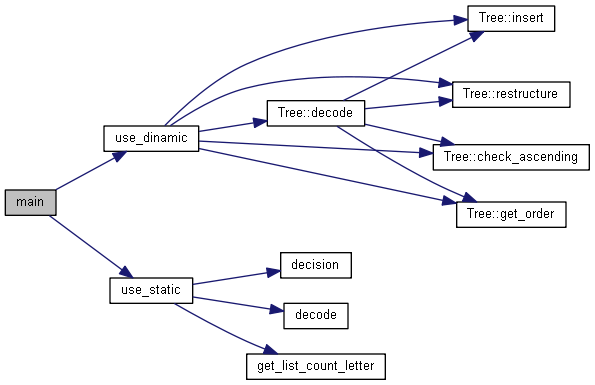 main
use_dinamic
Tree::decode
Tree::insert
Tree::restructure
Tree::check_ascending
Tree::get_order
use_static
decision
decode
get_list_count_letter